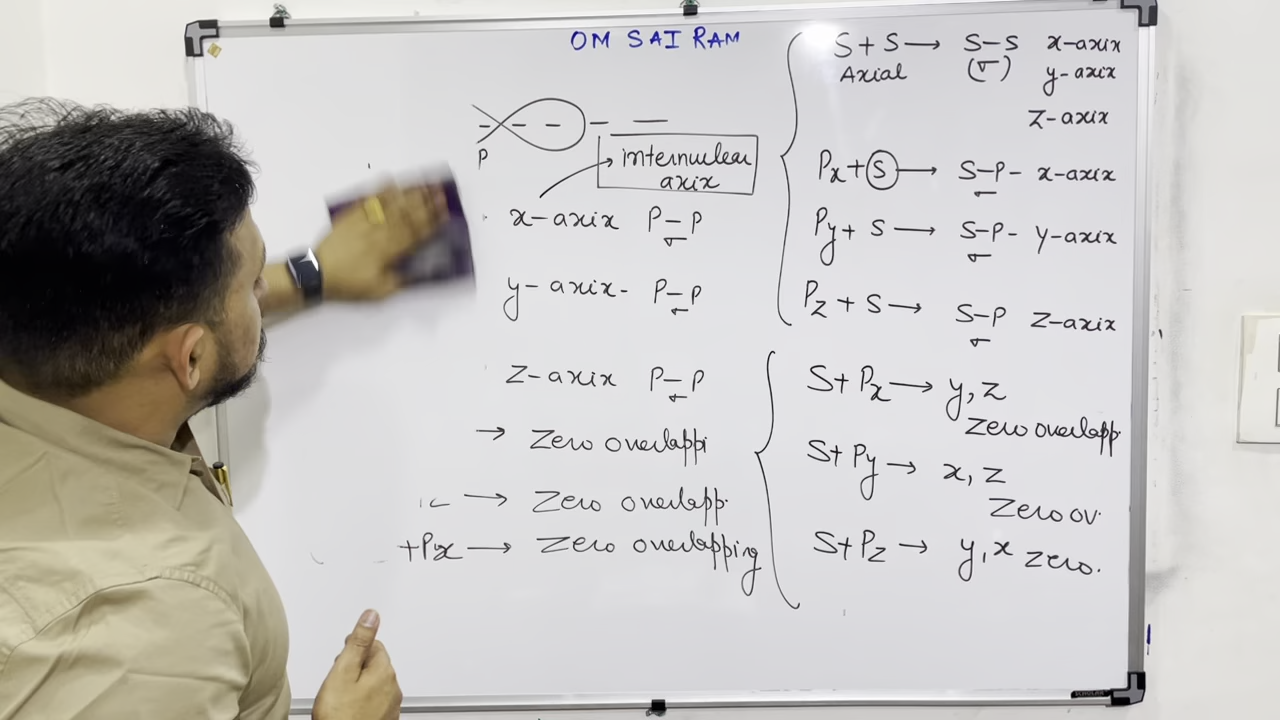 OM SAI RAM
P
internuclear
axix
x-axix P-P
σ
y-axix- P-P
σ
Z-axix P-P
σ
→ Zero overlappi
→ Zero overlapp.
+Px → Zero overlapping
S+S → S-S x-axix
Axial (σ) y-axix
Z-axix
Px+S → S-P- x-axix
σ
Py+ S → S-P- Y-axix
σ
Pz + S → S-P Z-axix
σ
S+Px → y, z
Zero overlapp.
S+Py → x, z
Zero ov.
S+Pz → y, x Zero.